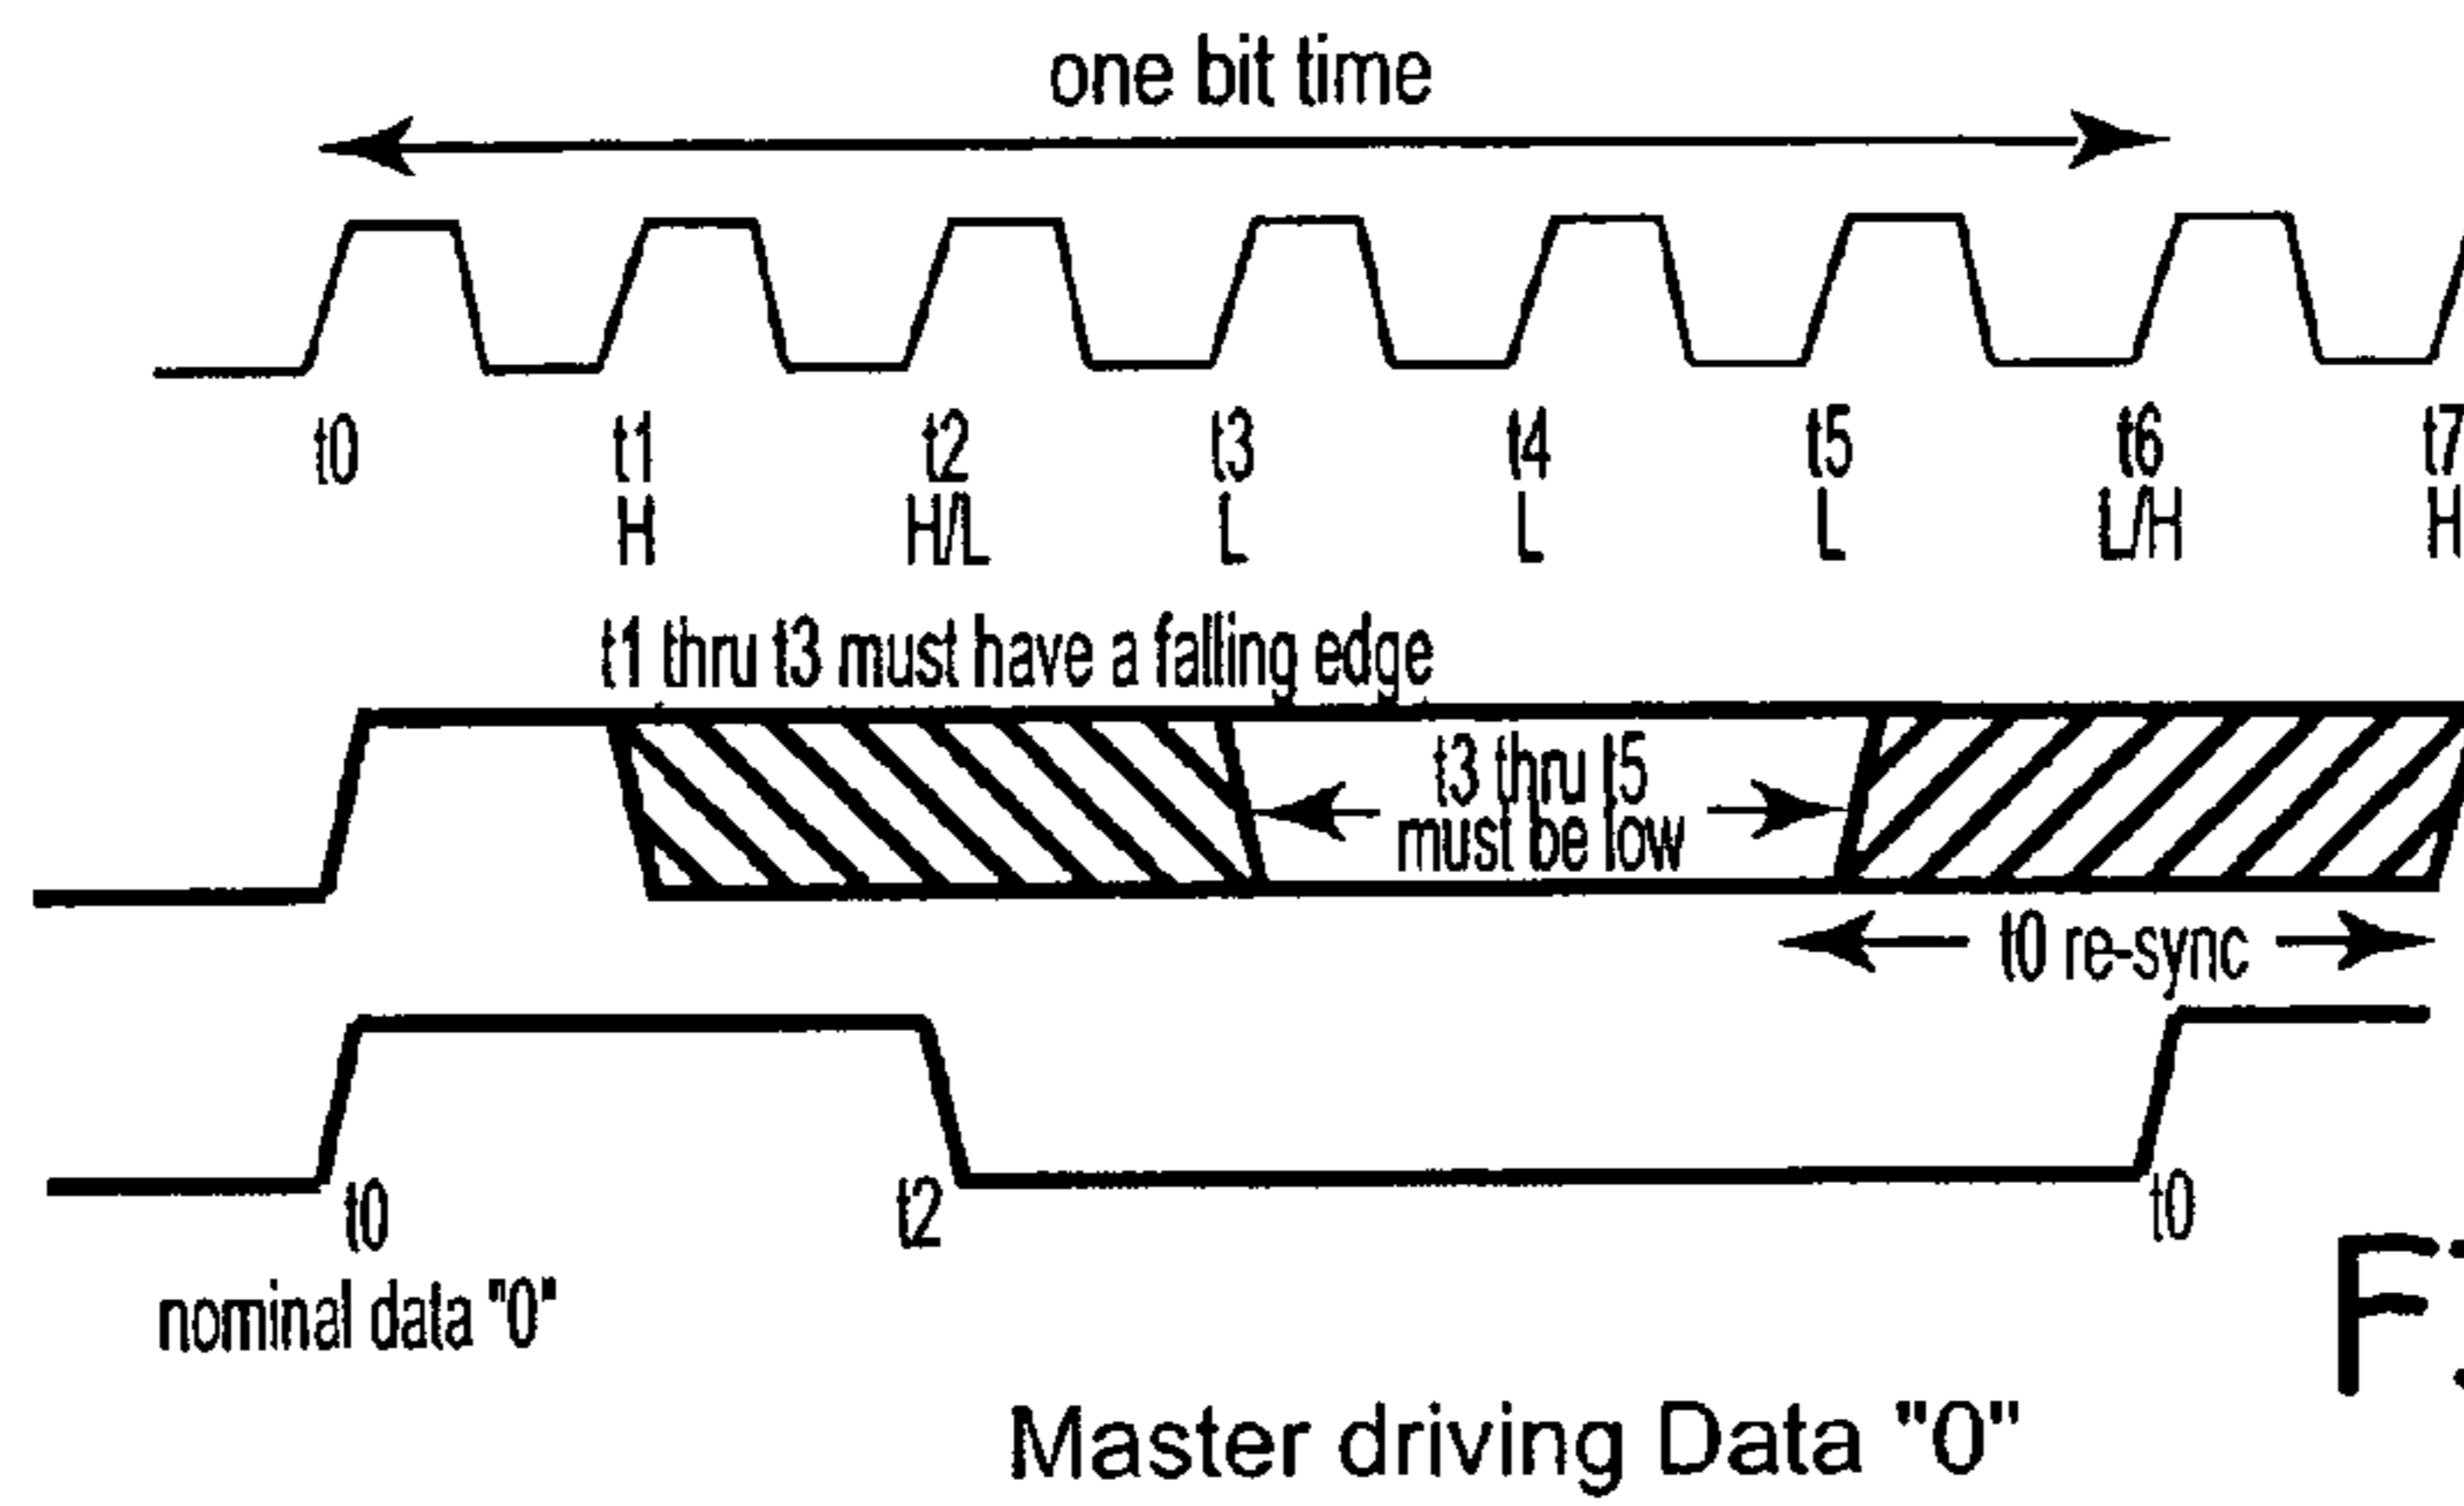 one bit time
t0 t1 t2 t3 t4 t5 t6 t7
H H/L L L L L/H H
t1 thru t3 must have a falling edge
t3 thru t5
must be low
t0 re-sync
t0 t2 t0
nominal data "0"
Master driving Data "0"